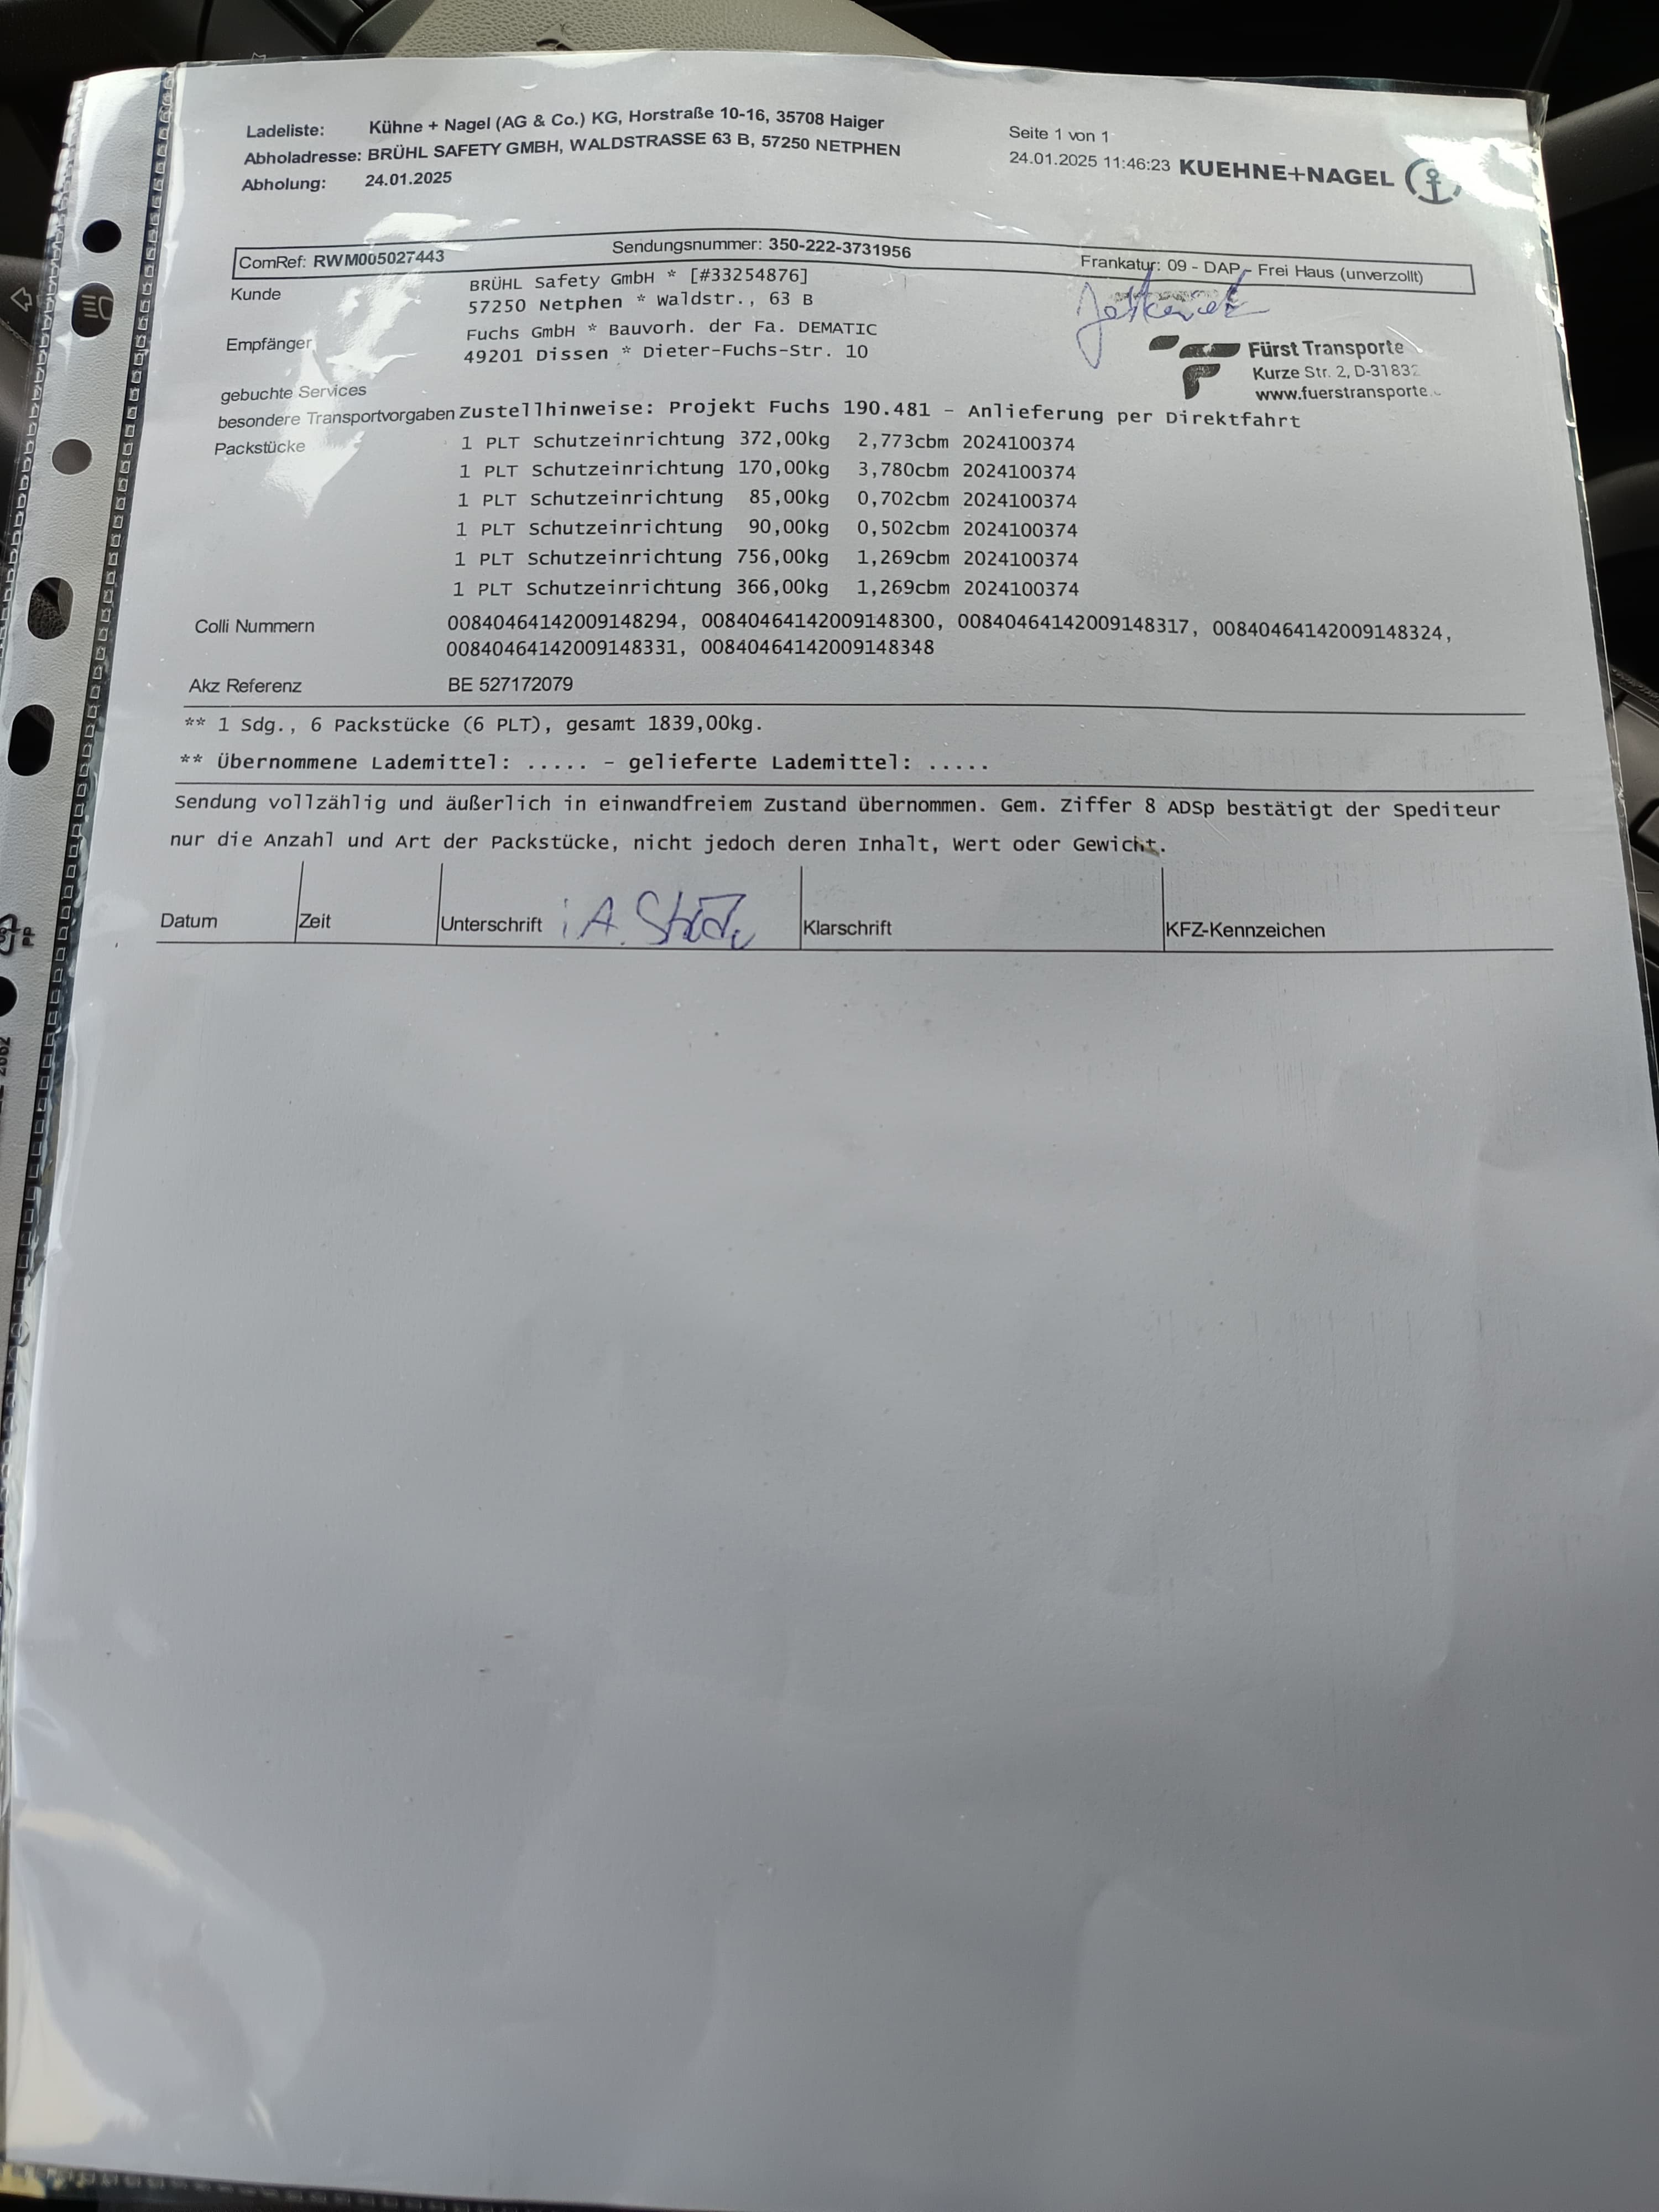 Ladeliste: Kühne + Nagel (AG & Co.) KG, Horstraße 10-16, 35708 Haiger
Abholadresse: BRÜHL SAFETY GMBH, WALDSTRASSE 63 B, 57250 NETPHEN
Abholung: 24.01.2025
Seite 1 von 1
24.01.2025 11:46:23 KUEHNE+NAGEL
ComRef: RWM005027443 Sendungsnummer: 350-222-3731956 Frankatur: 09 - DAP - Frei Haus (unverzollt)
Kunde BRÜHL Safety GmbH * [#33254876]
57250 Netphen * Waldstr., 63 B
Empfänger Fuchs GmbH * Bauvorh. der Fa. DEMATIC
49201 Dissen * Dieter-Fuchs-Str. 10
Fürst Transporte
Kurze Str. 2, D-31832
www.fuerstransporte.
gebuchte Services
besondere Transportvorgaben Zustellhinweise: Projekt Fuchs 190.481 - Anlieferung per Direktfahrt
Packstücke 1 PLT Schutzeinrichtung 372,00kg 2,773cbm 2024100374
1 PLT Schutzeinrichtung 170,00kg 3,780cbm 2024100374
1 PLT Schutzeinrichtung 85,00kg 0,702cbm 2024100374
1 PLT Schutzeinrichtung 90,00kg 0,502cbm 2024100374
1 PLT Schutzeinrichtung 756,00kg 1,269cbm 2024100374
1 PLT Schutzeinrichtung 366,00kg 1,269cbm 2024100374
Colli Nummern 00840464142009148294, 00840464142009148300, 00840464142009148317, 00840464142009148324,
00840464142009148331, 00840464142009148348
Akz Referenz BE 527172079
** 1 Sdg., 6 Packstücke (6 PLT), gesamt 1839,00kg.
** Übernommene Lademittel: ..... - gelieferte Lademittel: .....
Sendung vollzählig und äußerlich in einwandfreiem Zustand übernommen. Gem. Ziffer 8 ADSp bestätigt der Spediteur
nur die Anzahl und Art der Packstücke, nicht jedoch deren Inhalt, Wert oder Gewicht.
Datum Zeit Unterschrift i A. Klarschrift KFZ-Kennzeichen
PP